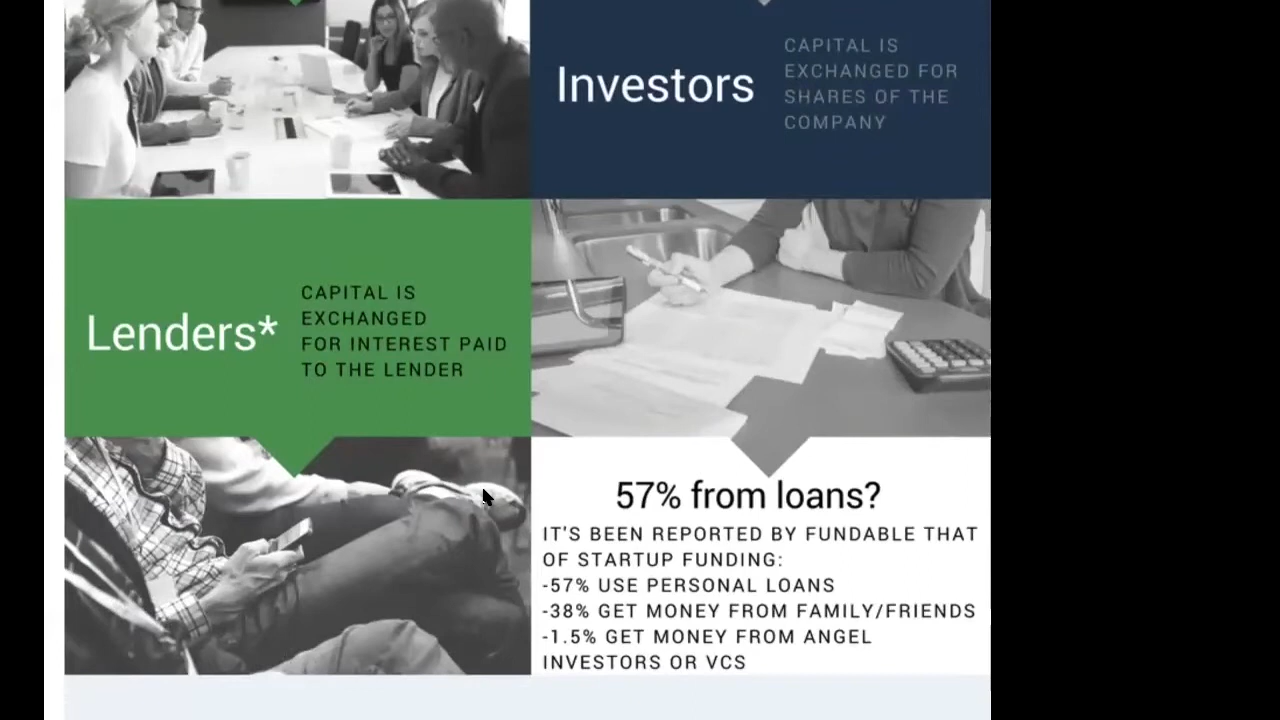 Investors
CAPITAL IS
EXCHANGED FOR
SHARES OF THE
COMPANY
Lenders*
CAPITAL IS
EXCHANGED
FOR INTEREST PAID
TO THE LENDER
57% from loans?
IT'S BEEN REPORTED BY FUNDABLE THAT
OF STARTUP FUNDING:
-57% USE PERSONAL LOANS
-38% GET MONEY FROM FAMILY/FRIENDS
-1.5% GET MONEY FROM ANGEL
INVESTORS OR VCS